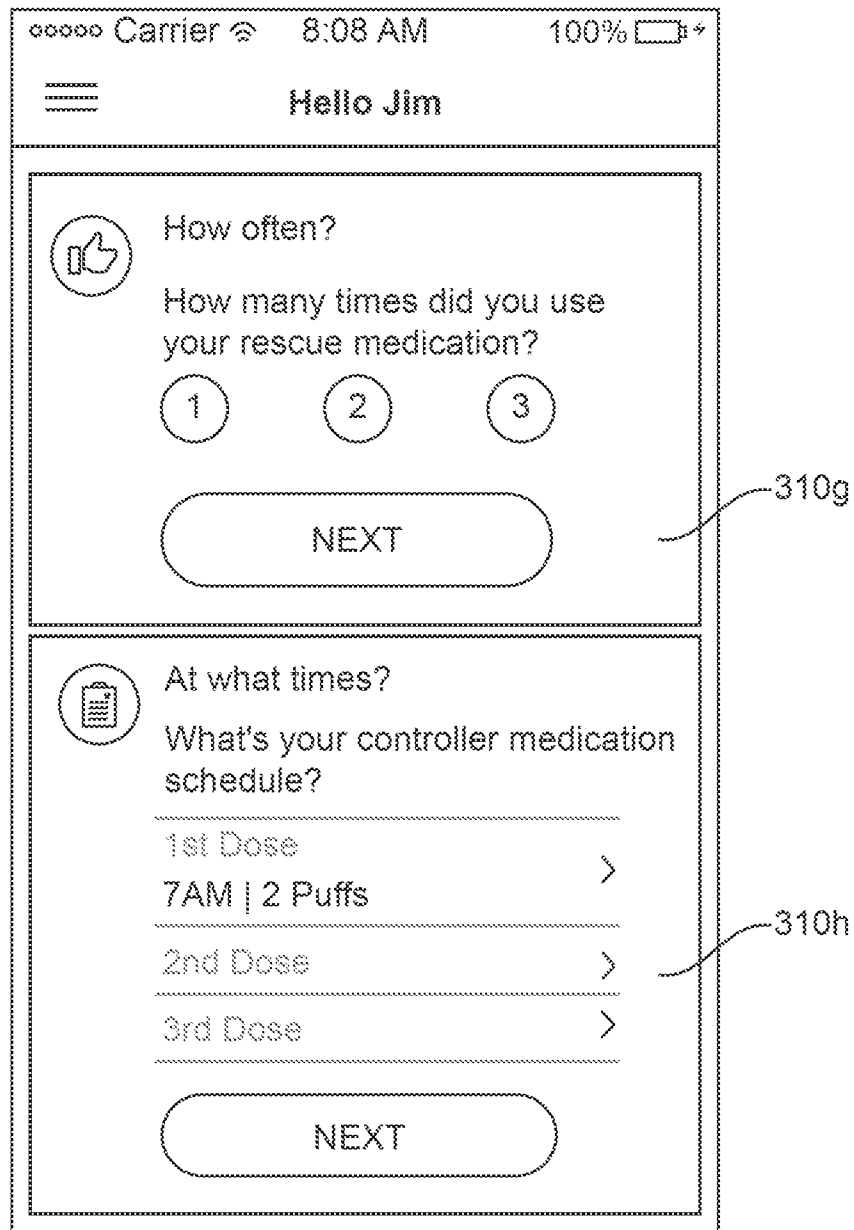 Carrier 8:08 AM 100%
Hello Jim
How often?
How many times did you use
your rescue medication?
1 2 3
NEXT
310g
At what times?
What's your controller medication
schedule?
1st Dose
7AM | 2 Puffs
310h
2nd Dose
3rd Dose
NEXT